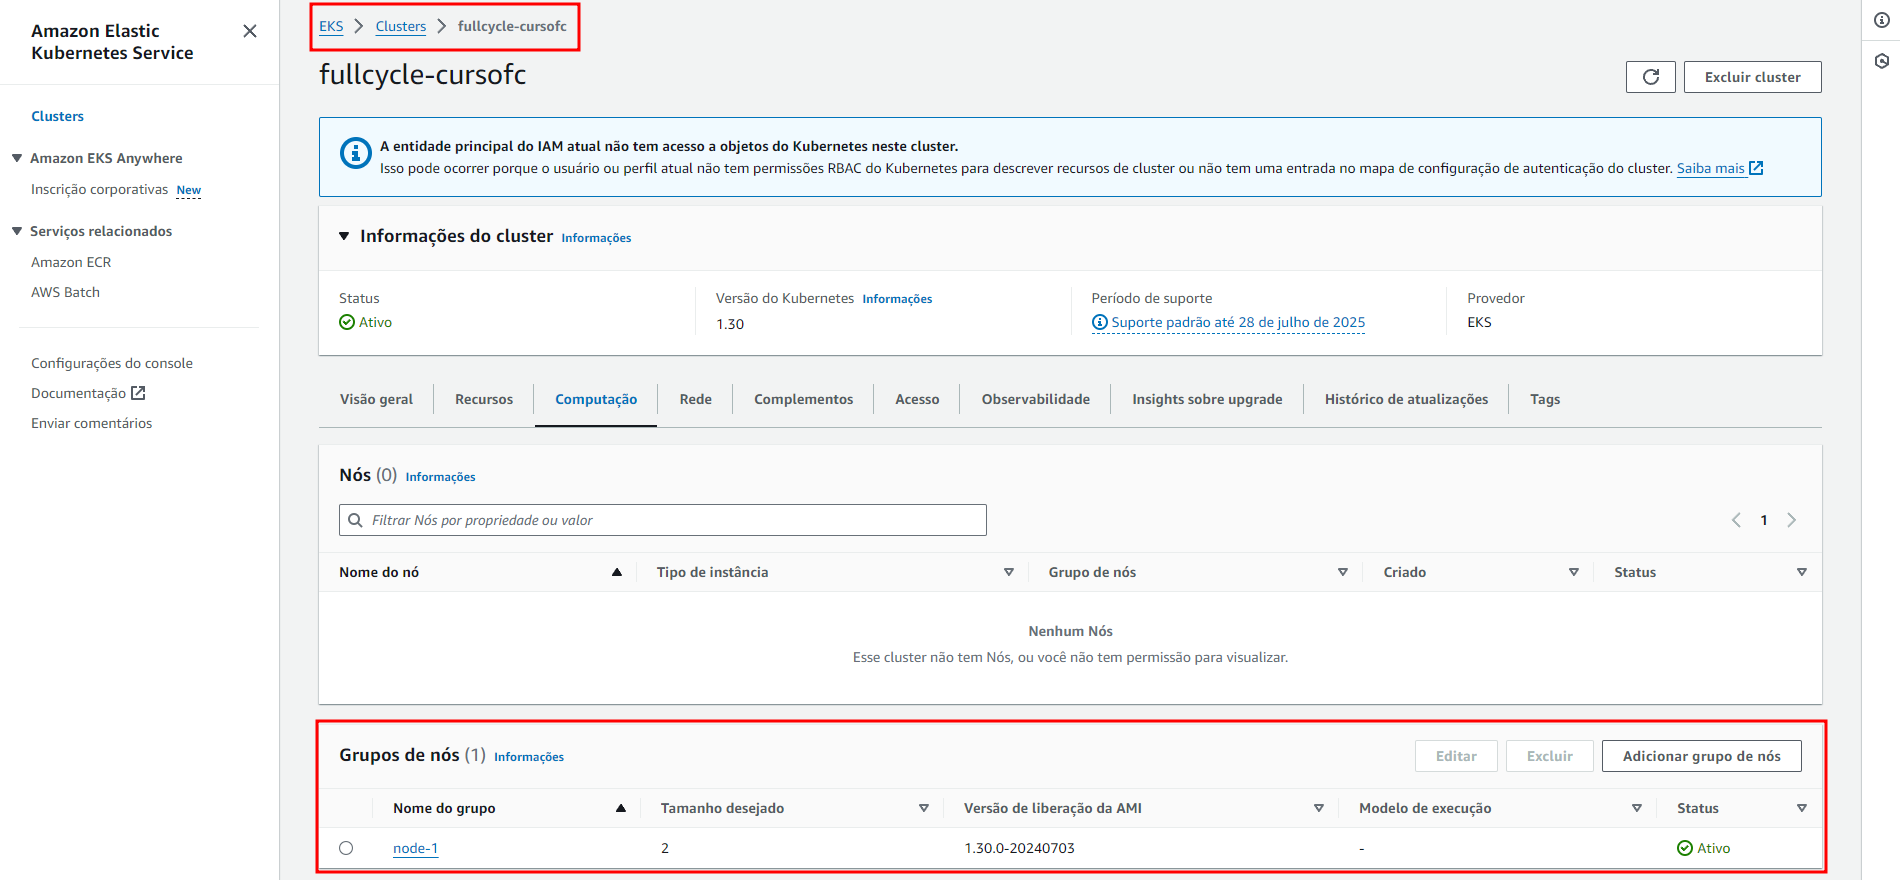 Amazon Elastic
Kubernetes Service
Clusters
Amazon EKS Anywhere
Inscrição corporativas New
Serviços relacionados
Amazon ECR
AWS Batch
Configurações do console
Documentação
Enviar comentários
EKS Clusters fullcycle-cursofc
fullcycle-cursofc
Excluir cluster
A entidade principal do IAM atual não tem acesso a objetos do Kubernetes neste cluster.
Isso pode ocorrer porque o usuário ou perfil atual não tem permissões RBAC do Kubernetes para descrever recursos de cluster ou não tem uma entrada no mapa de configuração de autenticação do cluster. Saiba mais
Informações do cluster Informações
Status Versão do Kubernetes Informações Período de suporte Provedor
Ativo 1.30 Suporte padrão até 28 de julho de 2025 EKS
Visão geral Recursos Computação Rede Complementos Acesso Observabilidade Insights sobre upgrade Histórico de atualizações Tags
Nós (0) Informações
Filtrar Nós por propriedade ou valor 1
Nome do nó Tipo de instância Grupo de nós Criado Status
Nenhum Nós
Esse cluster não tem Nós, ou você não tem permissão para visualizar.
Grupos de nós (1) Informações Editar Excluir Adicionar grupo de nós
Nome do grupo Tamanho desejado Versão de liberação da AMI Modelo de execução Status
node-1 2 1.30.0-20240703 - Ativo